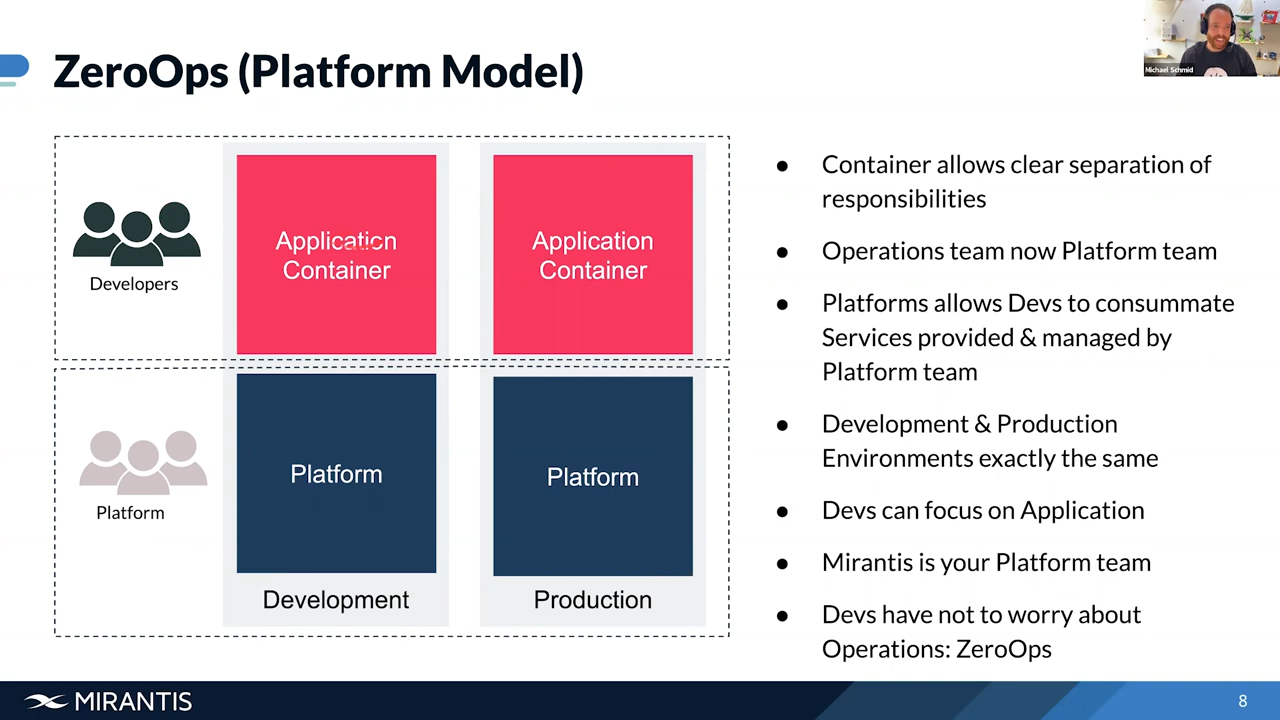 ZeroOps (Platform Model)
Michael Schmid
Developers
Application
Container
Application
Container
Platform
Platform
Platform
Development
Production
● Container allows clear separation of
responsibilities
● Operations team now Platform team
● Platforms allows Devs to consummate
Services provided & managed by
Platform team
● Development & Production
Environments exactly the same
● Devs can focus on Application
● Mirantis is your Platform team
● Devs have not to worry about
Operations: ZeroOps
MIRANTIS
8